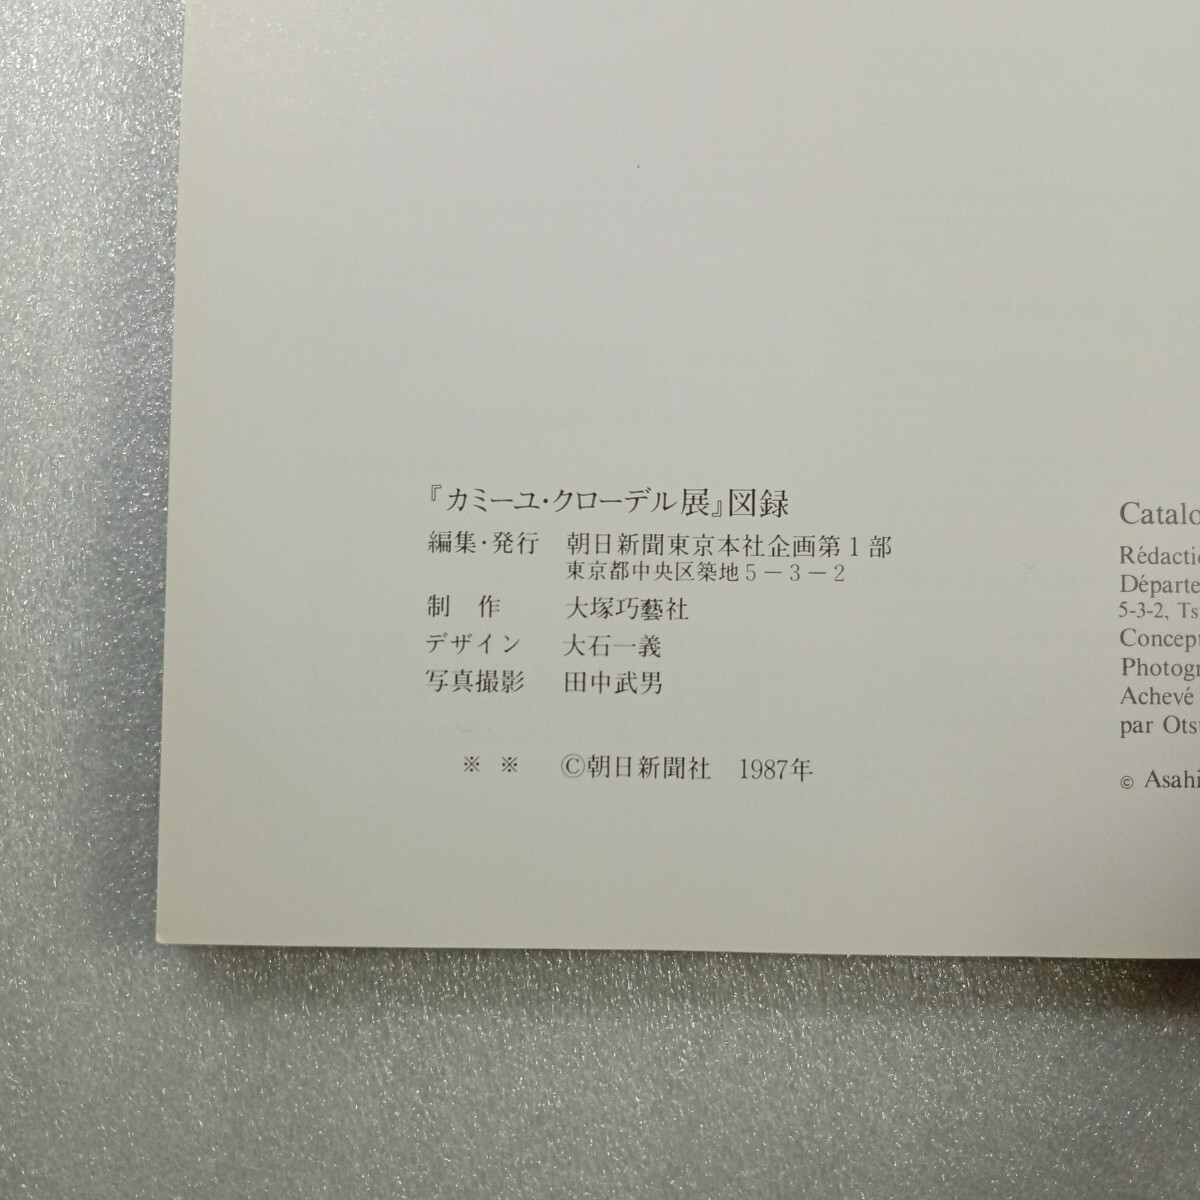 『カミーユ・クローデル展』図録
編集・発行　朝日新聞東京本社企画第1部
東京都中央区築地5－3－2
制　作　大塚巧藝社
デザイン　大石一義
写真撮影　田中武男
※ ※　©朝日新聞社　1987年
Catalo
Rédactio
Départe
5-3-2, Ts
Concept
Photogr
Achevé
par Ots
© Asahi